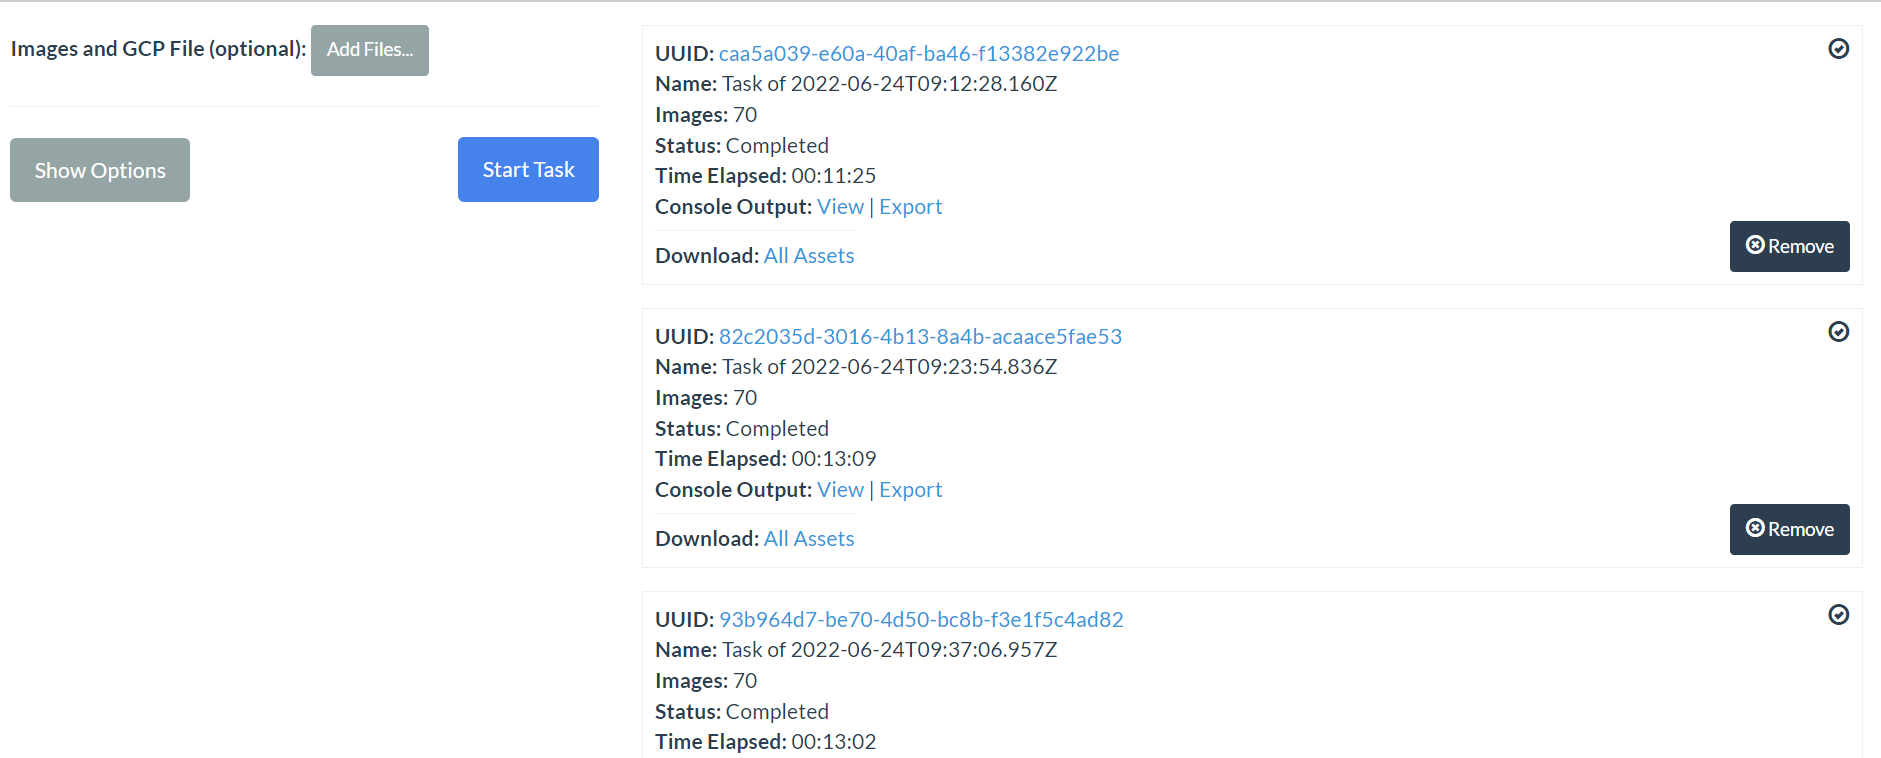 Images and GCP File (optional): Add Files...
Show Options
Start Task
UUID: caa5a039-e60a-40af-ba46-f13382e922be
Name: Task of 2022-06-24T09:12:28.160Z
Images: 70
Status: Completed
Time Elapsed: 00:11:25
Console Output: View | Export
Download: All Assets
Remove
UUID: 82c2035d-3016-4b13-8a4b-acaace5fae53
Name: Task of 2022-06-24T09:23:54.836Z
Images: 70
Status: Completed
Time Elapsed: 00:13:09
Console Output: View | Export
Download: All Assets
Remove
UUID: 93b964d7-be70-4d50-bc8b-f3e1f5c4ad82
Name: Task of 2022-06-24T09:37:06.957Z
Images: 70
Status: Completed
Time Elapsed: 00:13:02